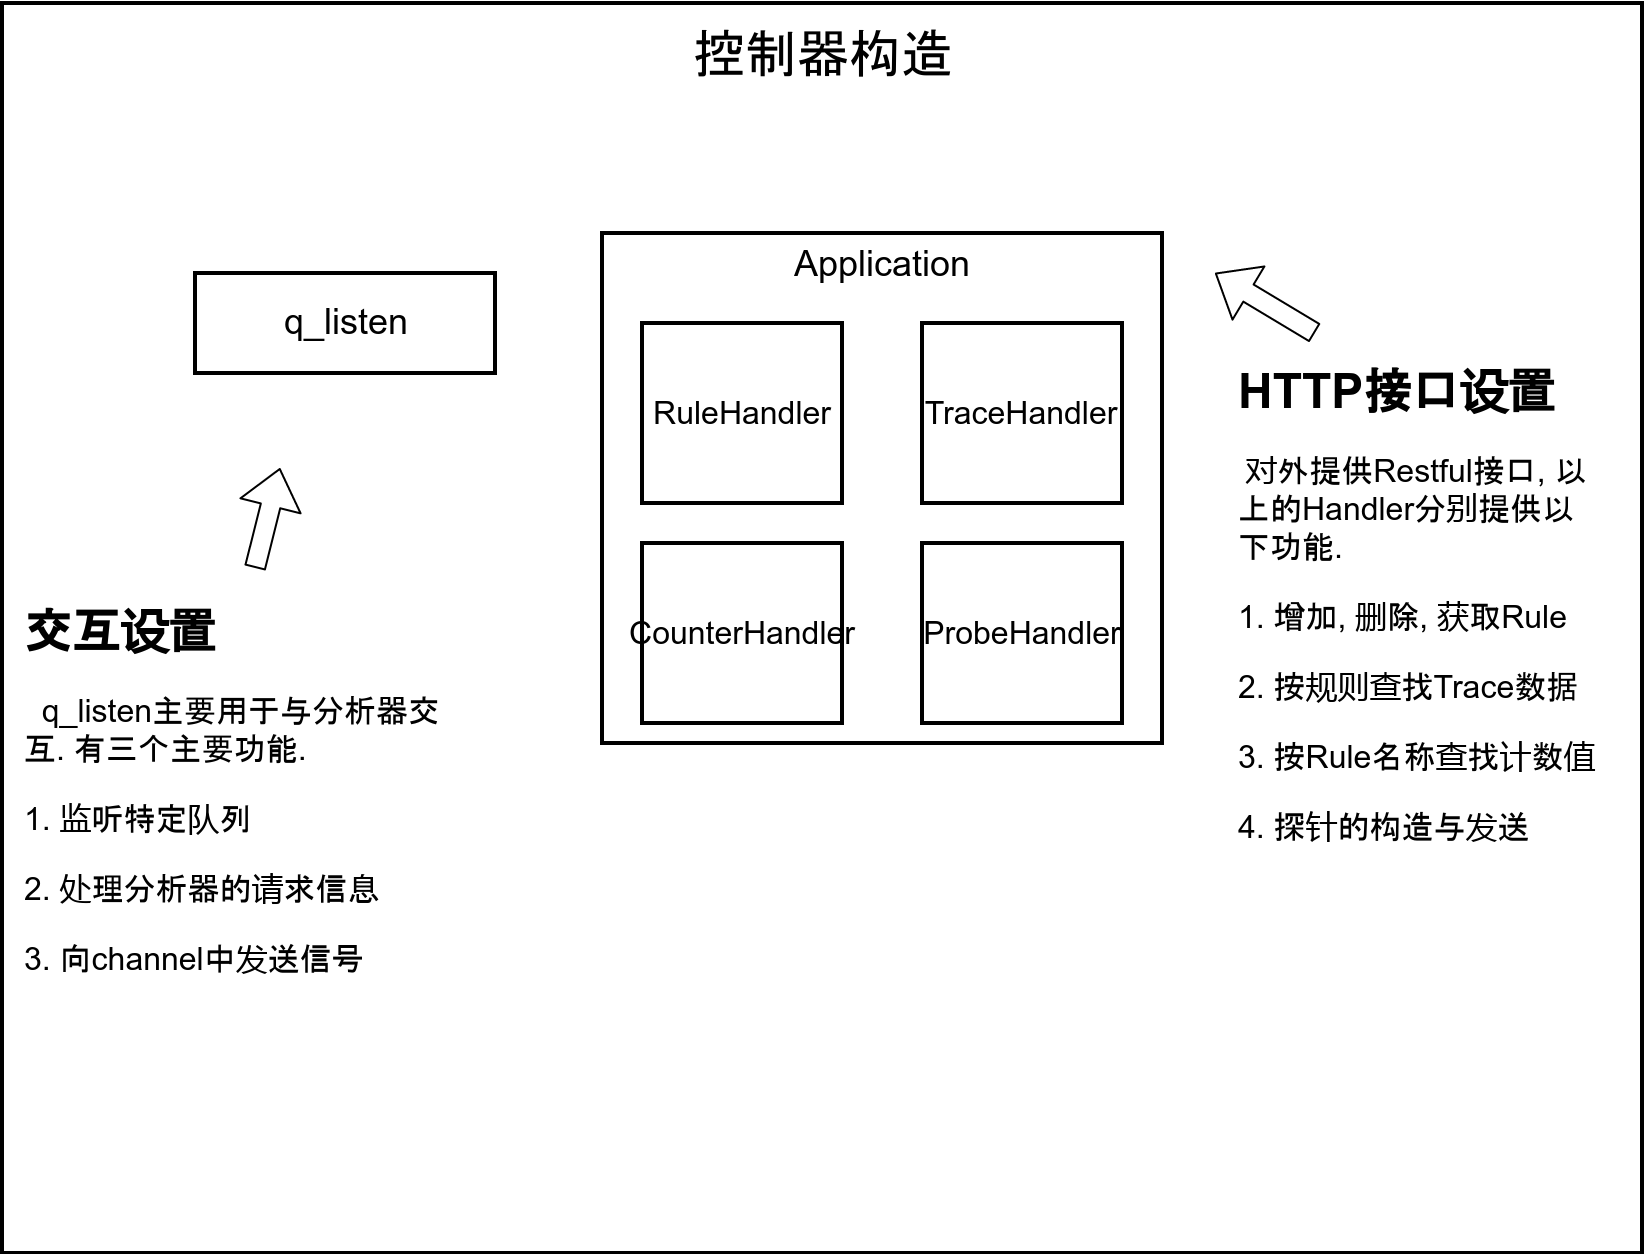 控制器构造
q_listen
Application
RuleHandler
TraceHandler
CounterHandler
ProbeHandler
交互设置
q_listen主要用于与分析器交
互. 有三个主要功能.
1. 监听特定队列
2. 处理分析器的请求信息
3. 向channel中发送信号
HTTP接口设置
对外提供Restful接口, 以
上的Handler分别提供以
下功能.
1. 增加, 删除, 获取Rule
2. 按规则查找Trace数据
3. 按Rule名称查找计数值
4. 探针的构造与发送